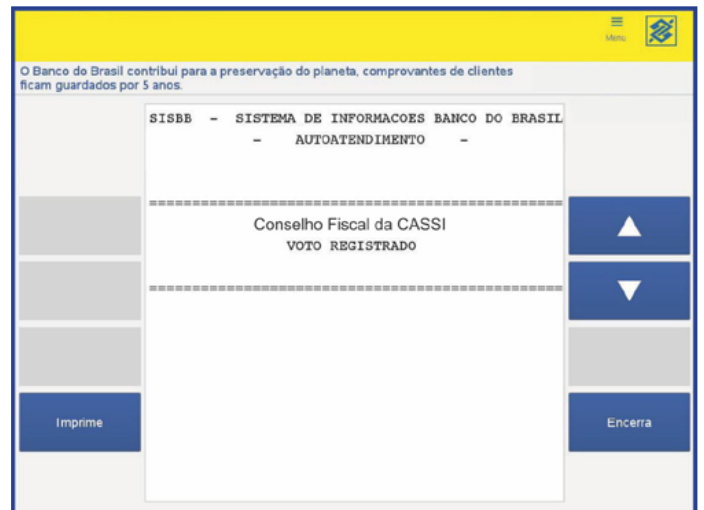 Menu
O Banco do Brasil contribui para a preservação do planeta, comprovantes de clientes
ficam guardados por 5 anos.
SISBB - SISTEMA DE INFORMACOES BANCO DO BRASIL
- AUTOATENDIMENTO -
================================================
Conselho Fiscal da CASSI
VOTO REGISTRADO
================================================
Imprime
Encerra